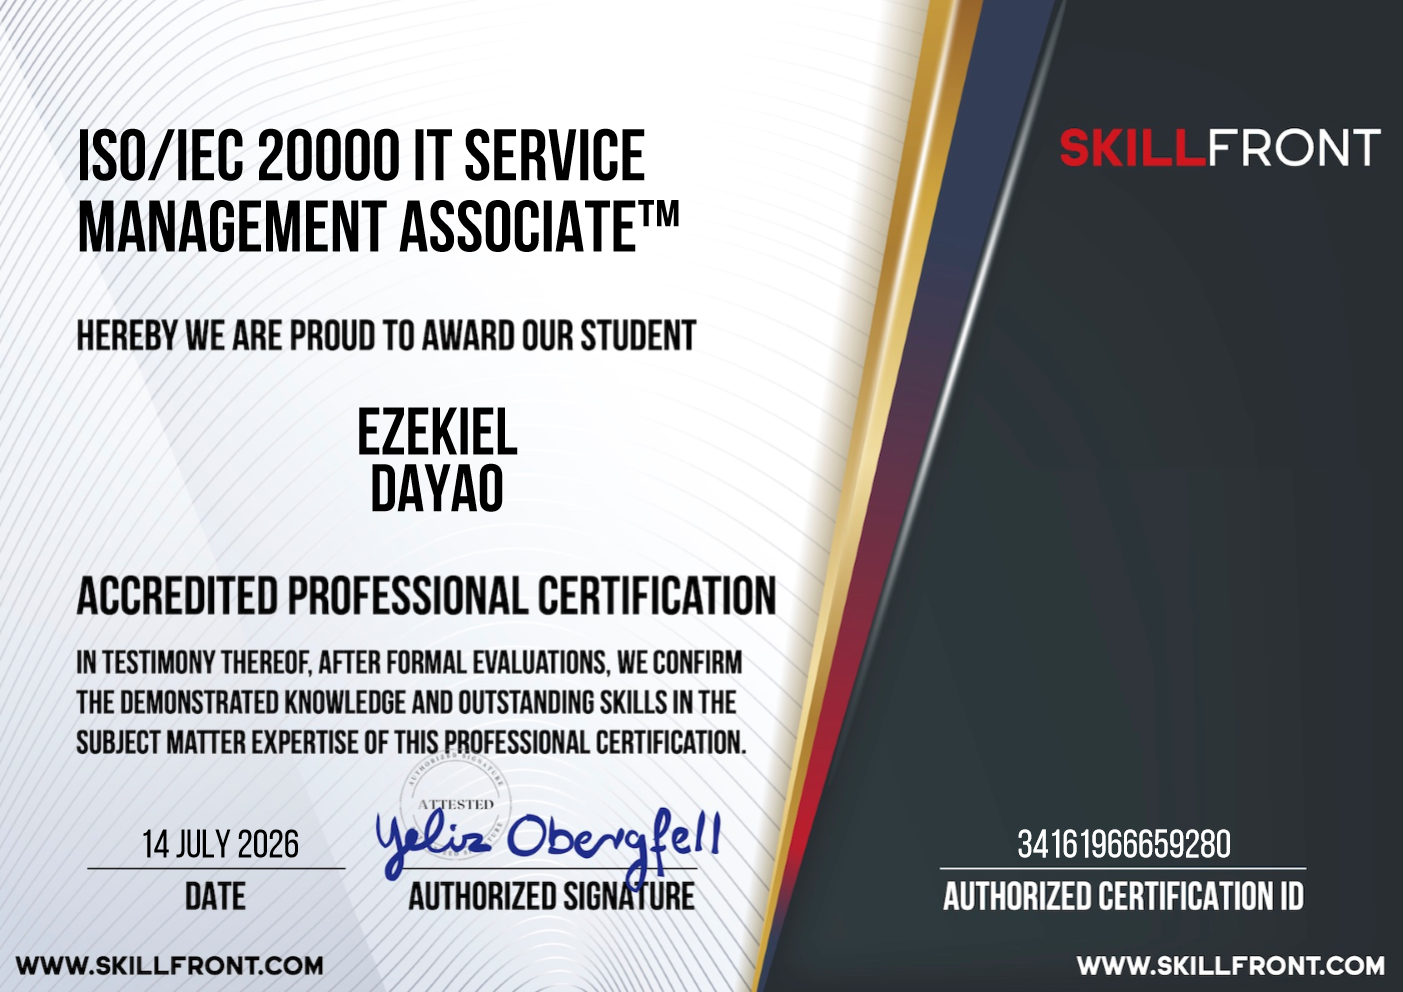 ISO/IEC 20000 IT SERVICE
MANAGEMENT ASSOCIATE™
SKILLFRONT
HEREBY WE ARE PROUD TO AWARD OUR STUDENT
EZEKIEL
DAYAO
ACCREDITED PROFESSIONAL CERTIFICATION
IN TESTIMONY THEREOF, AFTER FORMAL EVALUATIONS, WE CONFIRM
THE DEMONSTRATED KNOWLEDGE AND OUTSTANDING SKILLS IN THE
SUBJECT MATTER EXPERTISE OF THIS PROFESSIONAL CERTIFICATION.
AUTHORIZED SIGNATURE
ATTESTED
14 JULY 2026
Yeliz Obergfell
34161966659280
DATE
AUTHORIZED SIGNATURE
AUTHORIZED CERTIFICATION ID
WWW.SKILLFRONT.COM
WWW.SKILLFRONT.COM